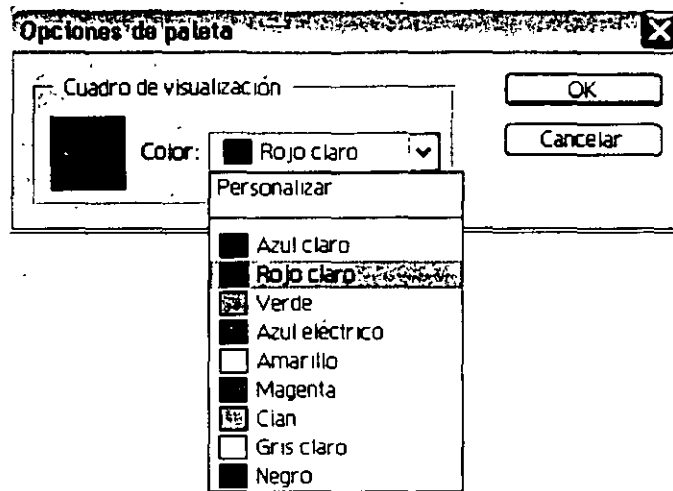 Opciones de paleta
Cuadro de visualización
OK
Color: Rojo claro
Cancelar
Personalizar
Azul claro
Rojo claro
Verde
Azul eléctrico
Amarillo
Magenta
Cian
Gris claro
Negro